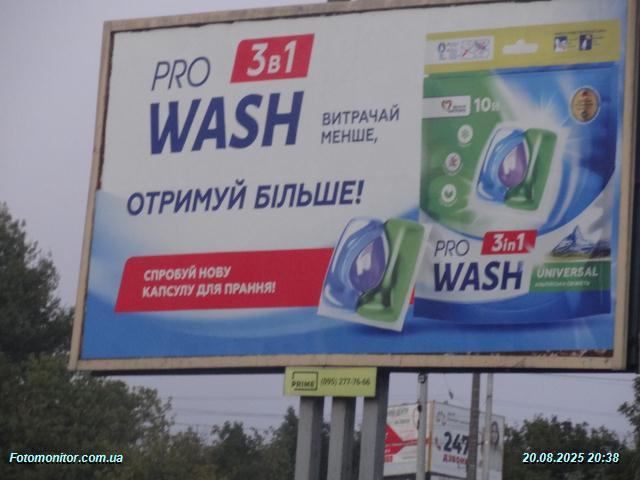 PRO
3в1
WASH
ВИТРАЧАЙ
МЕНШЕ,
ОТРИМУЙ БІЛЬШЕ!
СПРОБУЙ НОВУ
КАПСУЛУ ДЛЯ ПРАННЯ!
10
PRO
3in1
WASH
UNIVERSAL
PRIME (095) 277-76-66
247
Fotomonitor.com.ua
20.08.2025 20:38